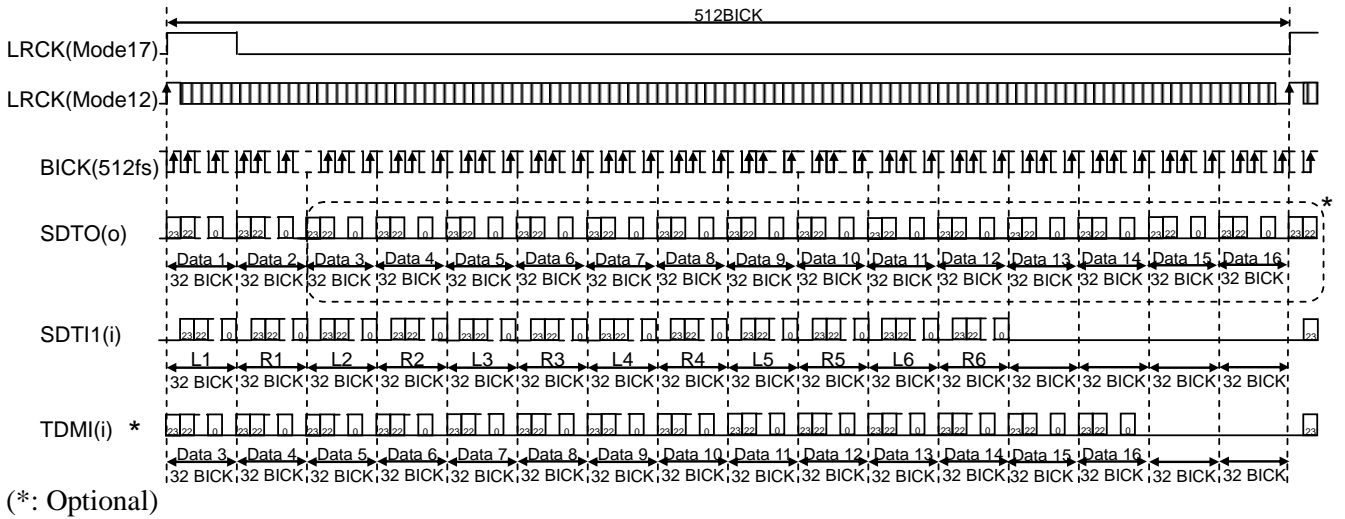 512BICK
LRCK(Mode17)
LRCK(Mode12)
BICK(512fs)
*
SDTO(o)
23 22 0 23 22 0 23 22 0 23 22 0 23 22 0 23 22 0 23 22 0 23 22 0 23 22 0 23 22 0 23 22 0 23 22 0 23 22 0 23 22 0 23 22 0 23 22 0 23 22
Data 1 Data 2 Data 3 Data 4 Data 5 Data 6 Data 7 Data 8 Data 9 Data 10 Data 11 Data 12 Data 13 Data 14 Data 15 Data 16
32 BICK 32 BICK 32 BICK 32 BICK 32 BICK 32 BICK 32 BICK 32 BICK 32 BICK 32 BICK 32 BICK 32 BICK 32 BICK 32 BICK 32 BICK 32 BICK
SDTI1(i)
23 22 0 23 22 0 23 22 0 23 22 0 23 22 0 23 22 0 23 22 0 23 22 0 23 22 0 23 22 0 23 22 0 23 22 0 23
L1 R1 L2 R2 L3 R3 L4 R4 L5 R5 L6 R6
32 BICK 32 BICK 32 BICK 32 BICK 32 BICK 32 BICK 32 BICK 32 BICK 32 BICK 32 BICK 32 BICK 32 BICK 32 BICK 32 BICK 32 BICK 32 BICK
TDMI(i) *
23 22 0 23 22 0 23 22 0 23 22 0 23 22 0 23 22 0 23 22 0 23 22 0 23 22 0 23 22 0 23 22 0 23 22 0 23 22 0 23 22 0 23
Data 3 Data 4 Data 5 Data 6 Data 7 Data 8 Data 9 Data 10 Data 11 Data 12 Data 13 Data 14 Data 15 Data 16
32 BICK 32 BICK 32 BICK 32 BICK 32 BICK 32 BICK 32 BICK 32 BICK 32 BICK 32 BICK 32 BICK 32 BICK 32 BICK 32 BICK 32 BICK 32 BICK
(*: Optional)